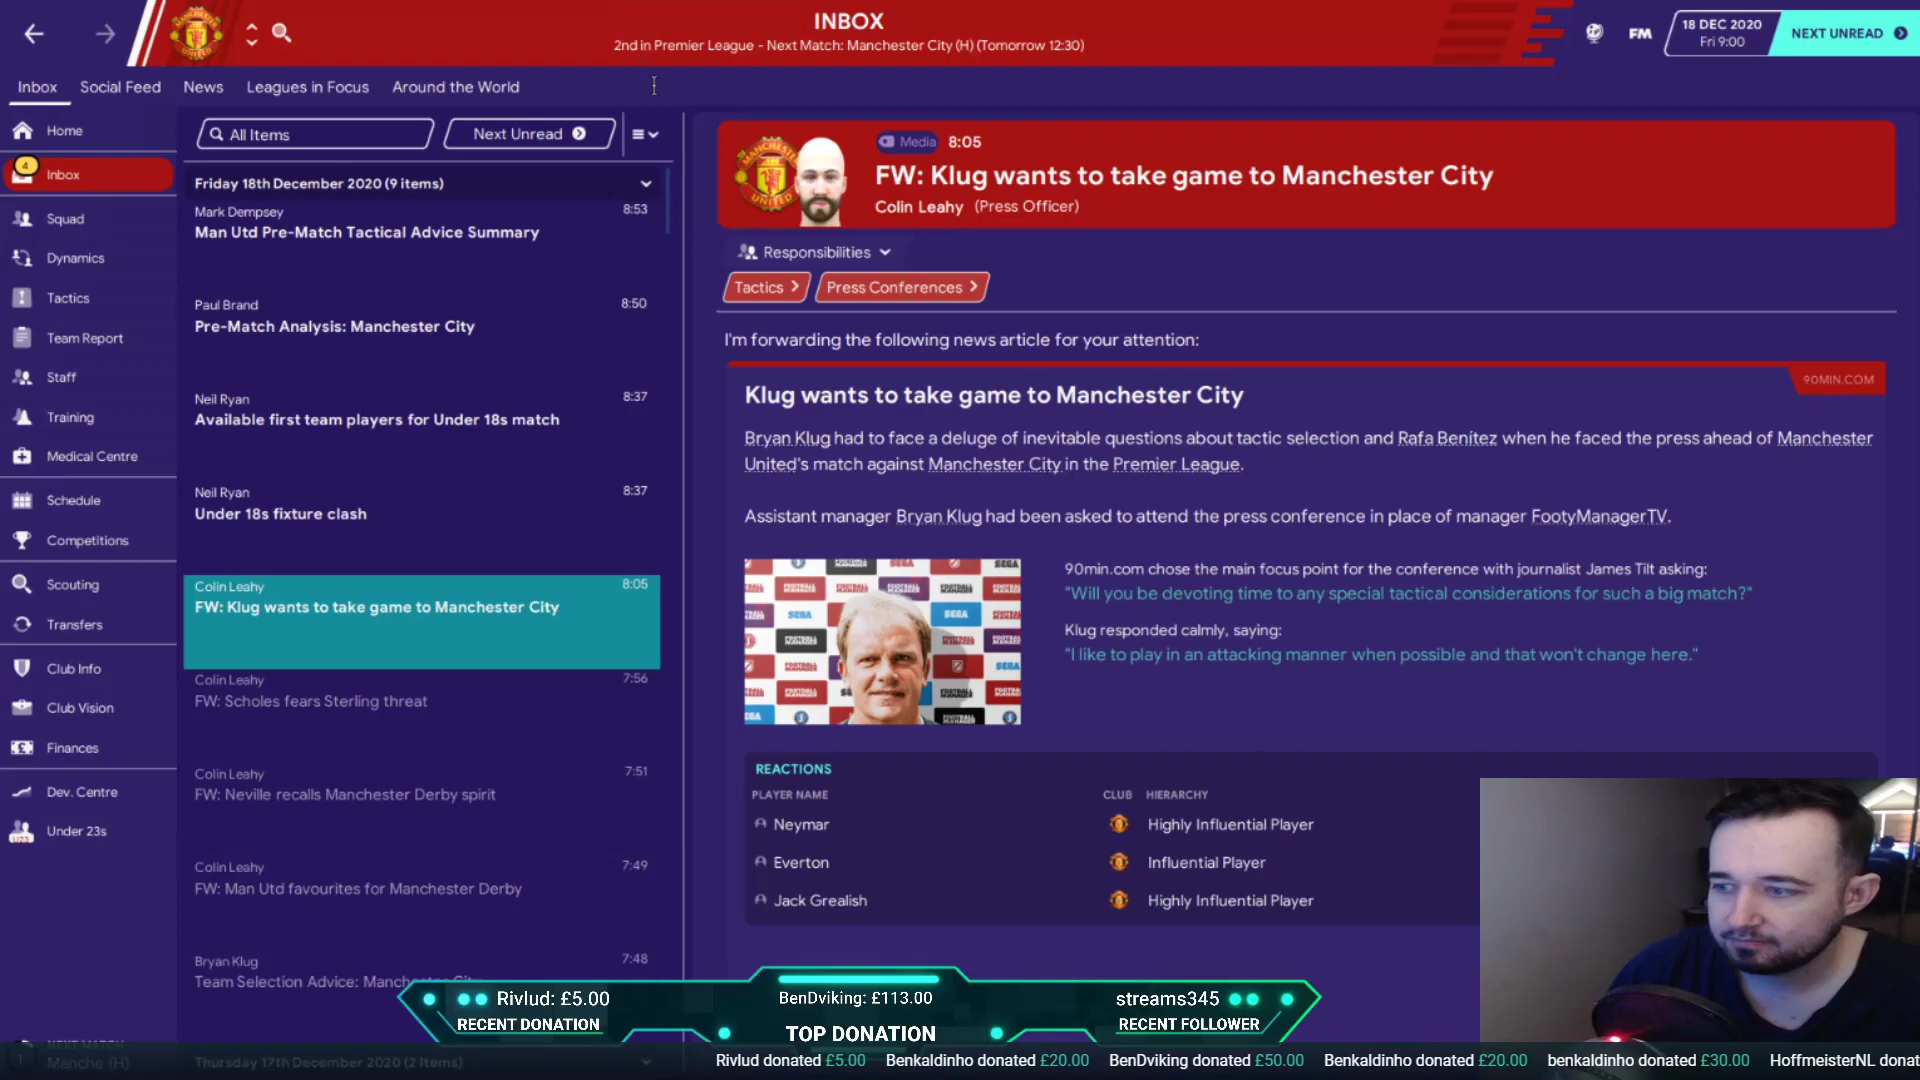 INBOX
2nd in Premier League - Next Match: Manchester City (H) (Tomorrow 12:30)
FM
18 DEC 2020
Fri 9:00
NEXT UNREAD
Inbox
Social Feed
News
Leagues in Focus
Around the World
Home
4
Inbox
Squad
Dynamics
Tactics
Team Report
Staff
Training
Medical Centre
Schedule
Competitions
Scouting
Transfers
Club Info
Club Vision
Finances
Dev. Centre
Under 23s
All Items
Next Unread
Friday 18th December 2020 (9 items)
Mark Dempsey 8:53
Man Utd Pre-Match Tactical Advice Summary
Paul Brand 8:50
Pre-Match Analysis: Manchester City
Neil Ryan 8:37
Available first team players for Under 18s match
Neil Ryan 8:37
Under 18s fixture clash
Colin Leahy 8:05
FW: Klug wants to take game to Manchester City
Colin Leahy 7:56
FW: Scholes fears Sterling threat
Colin Leahy 7:51
FW: Neville recalls Manchester Derby spirit
Colin Leahy 7:49
FW: Man Utd favourites for Manchester Derby
Bryan Klug 7:48
Team Selection Advice: Manchester City
Thursday 17th December 2020 (2 items)
Media 8:05
FW: Klug wants to take game to Manchester City
Colin Leahy (Press Officer)
Responsibilities
Tactics
Press Conferences
I'm forwarding the following news article for your attention:
90MIN.COM
Klug wants to take game to Manchester City
Bryan Klug had to face a deluge of inevitable questions about tactic selection and Rafa Benítez when he faced the press ahead of Manchester
United's match against Manchester City in the Premier League.
Assistant manager Bryan Klug had been asked to attend the press conference in place of manager FootyManagerTV.
90min.com chose the main focus point for the conference with journalist James Tilt asking:
"Will you be devoting time to any special tactical considerations for such a big match?"
Klug responded calmly, saying:
"I like to play in an attacking manner when possible and that won't change here."
REACTIONS
PLAYER NAME CLUB HIERARCHY
Neymar Highly Influential Player
Everton Influential Player
Jack Grealish Highly Influential Player
Rivlud: £5.00
RECENT DONATION
BenDviking: £113.00
TOP DONATION
streams345
RECENT FOLLOWER
NEXT MATCH
Manche (H)
Rivlud donated £5.00 Benkaldinho donated £20.00 BenDviking donated £50.00 Benkaldinho donated £20.00 benkaldinho donated £30.00 HoffmeisterNL donat